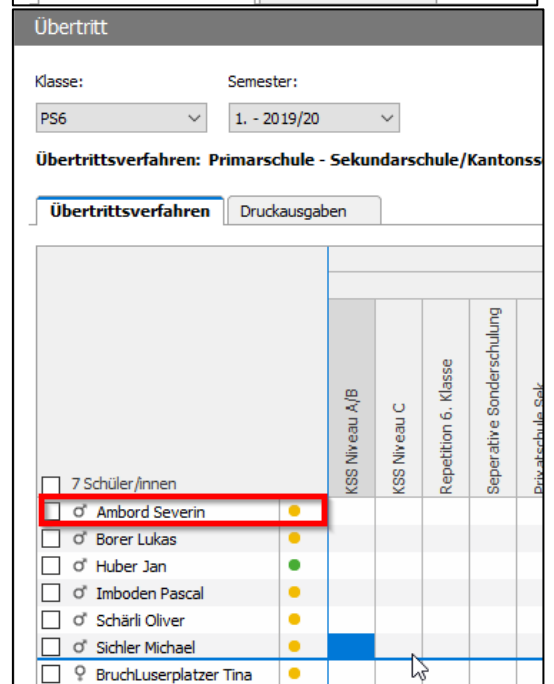 Übertritt
Klasse: Semester:
PS6 1. - 2019/20
Übertrittsverfahren: Primarschule - Sekundarschule/Kantonss
Übertrittsverfahren Druckausgaben
KSS Niveau A/B
KSS Niveau C
Repetition 6. Klasse
Seperative Sonderschulung
Privatschule Sek
7 Schüler/innen
Ambord Severin
Borer Lukas
Huber Jan
Imboden Pascal
Schärli Oliver
Sichler Michael
BruchLuserplatzer Tina